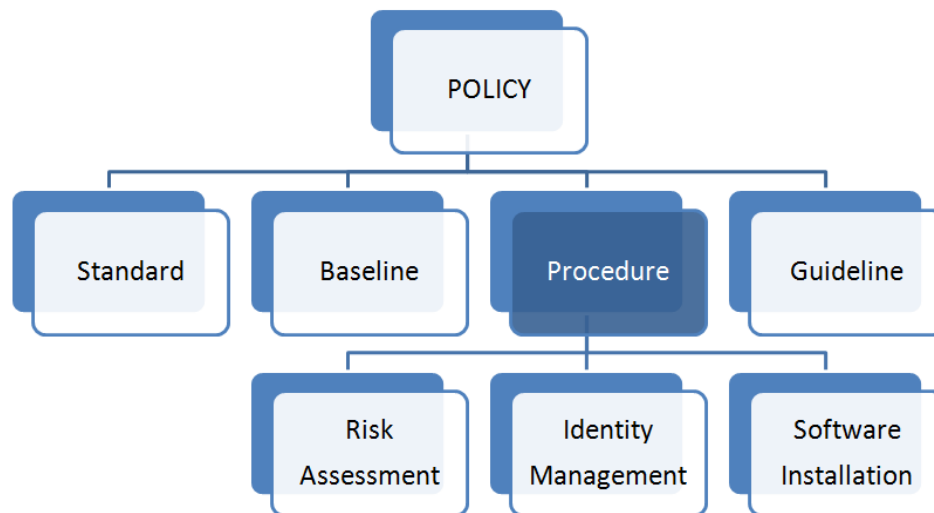 POLICY
Standard
Baseline
Procedure
Guideline
Risk
Assessment
Identity
Management
Software
Installation